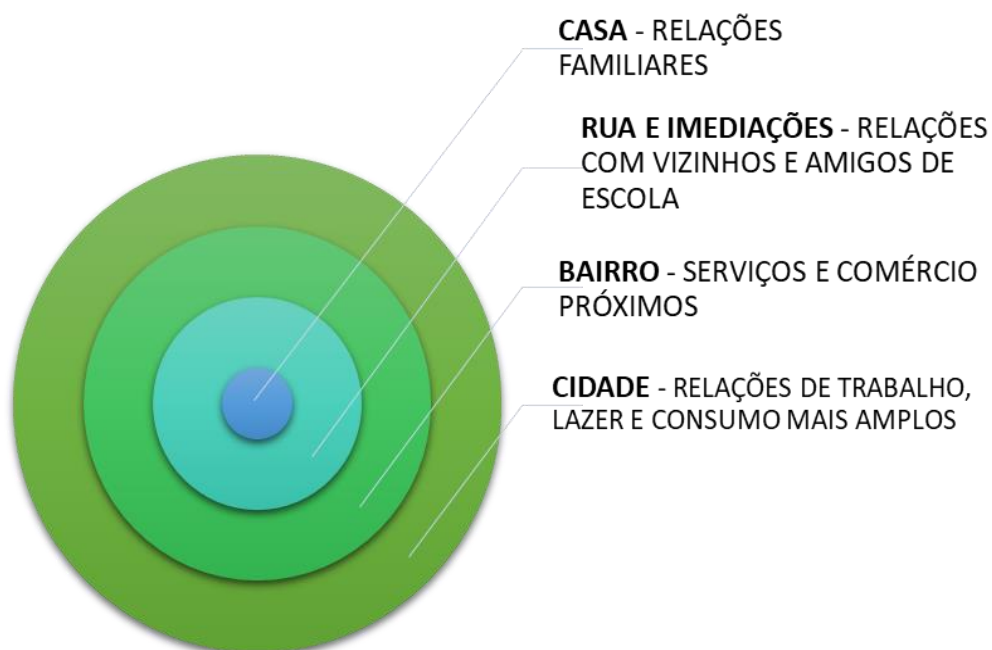 CASA - RELAÇÕES
FAMILIARES
RUA E IMEDIAÇÕES - RELAÇÕES
COM VIZINHOS E AMIGOS DE
ESCOLA
BAIRRO - SERVIÇOS E COMÉRCIO
PRÓXIMOS
CIDADE - RELAÇÕES DE TRABALHO,
LAZER E CONSUMO MAIS AMPLOS